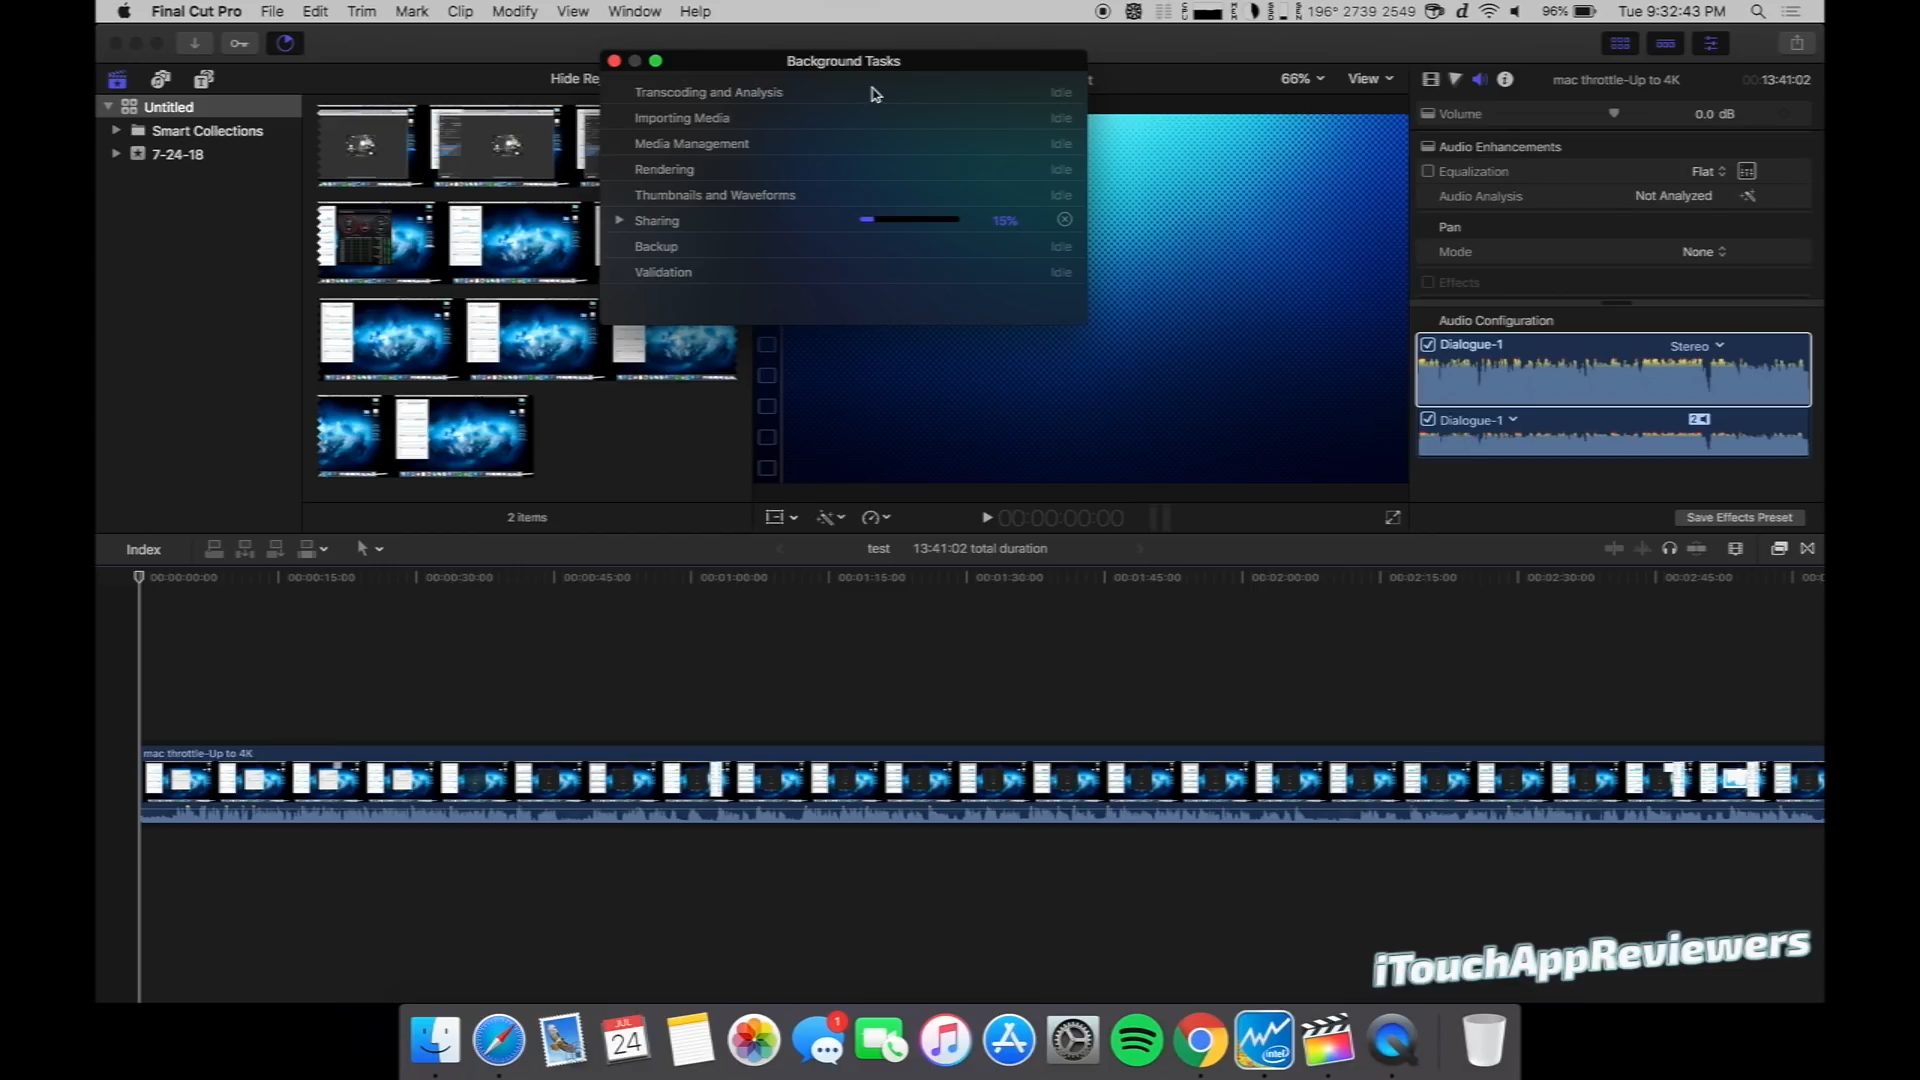 Final Cut Pro File Edit Trim Mark Clip Modify View Window Help
196° 2739 2549 96% Tue 9:32:43 PM
Background Tasks
Hide Re
66% View
mac throttle-Up to 4K 13:41:02
Untitled
Smart Collections
7-24-18
Transcoding and Analysis Idle
Importing Media Idle
Media Management Idle
Rendering Idle
Thumbnails and Waveforms Idle
Sharing 15%
Backup Idle
Validation Idle
Volume 0.0 dB
Audio Enhancements
Equalization Flat
Audio Analysis Not Analyzed
Pan
Mode None
Effects
Audio Configuration
Dialogue-1 Stereo
Dialogue-1 2
2 items
00:00:00:00
Save Effects Preset
Index
test 13:41:02 total duration
00:00:00:00 00:00:15:00 00:00:30:00 00:00:45:00 00:01:00:00 00:01:15:00 00:01:30:00 00:01:45:00 00:02:00:00 00:02:15:00 00:02:30:00 00:02:45:00
mac throttle-Up to 4K
iTouchAppReviewers
JUL
24
1
intel